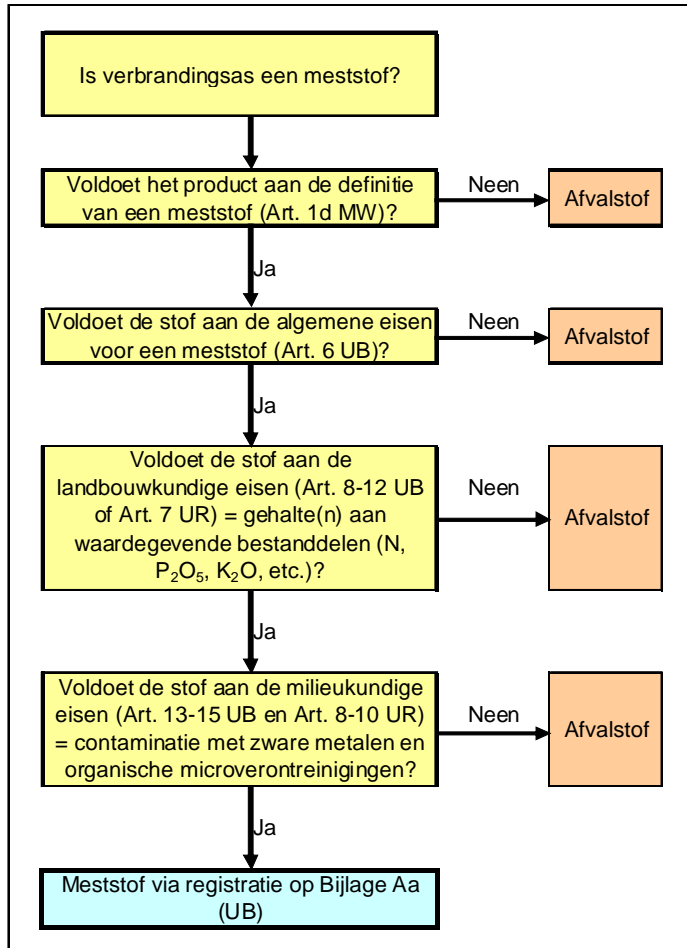 Is verbrandingsas een meststof?
Voldoet het product aan de definitie
van een meststof (Art. 1d MW)?
Neen
Afvalstof
Ja
Voldoet de stof aan de algemene eisen
voor een meststof (Art. 6 UB)?
Neen
Afvalstof
Ja
Voldoet de stof aan de
landbouwkundige eisen (Art. 8-12 UB
of Art. 7 UR) = gehalte(n) aan
waardegevende bestanddelen (N,
P₂O₅, K₂O, etc.)?
Neen
Afvalstof
Ja
Voldoet de stof aan de milieukundige
eisen (Art. 13-15 UB en Art. 8-10 UR)
= contaminatie met zware metalen en
organische microverontreinigingen?
Neen
Afvalstof
Ja
Meststof via registratie op Bijlage Aa
(UB)